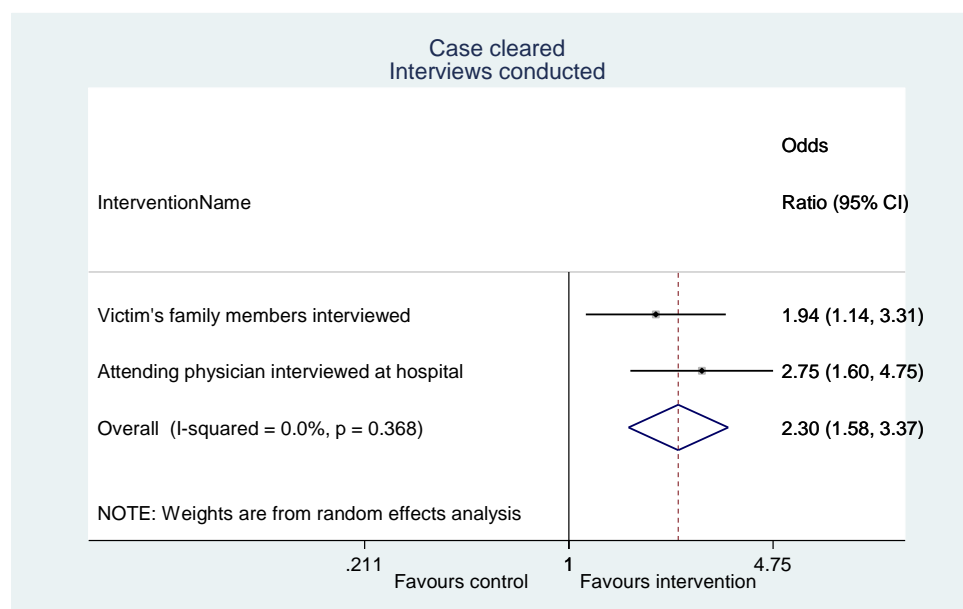 Case cleared
Interviews conducted
Odds
InterventionName Ratio (95% CI)
Victim's family members interviewed 1.94 (1.14, 3.31)
Attending physician interviewed at hospital 2.75 (1.60, 4.75)
Overall (I-squared = 0.0%, p = 0.368) 2.30 (1.58, 3.37)
NOTE: Weights are from random effects analysis
.211 1 4.75
Favours control Favours intervention